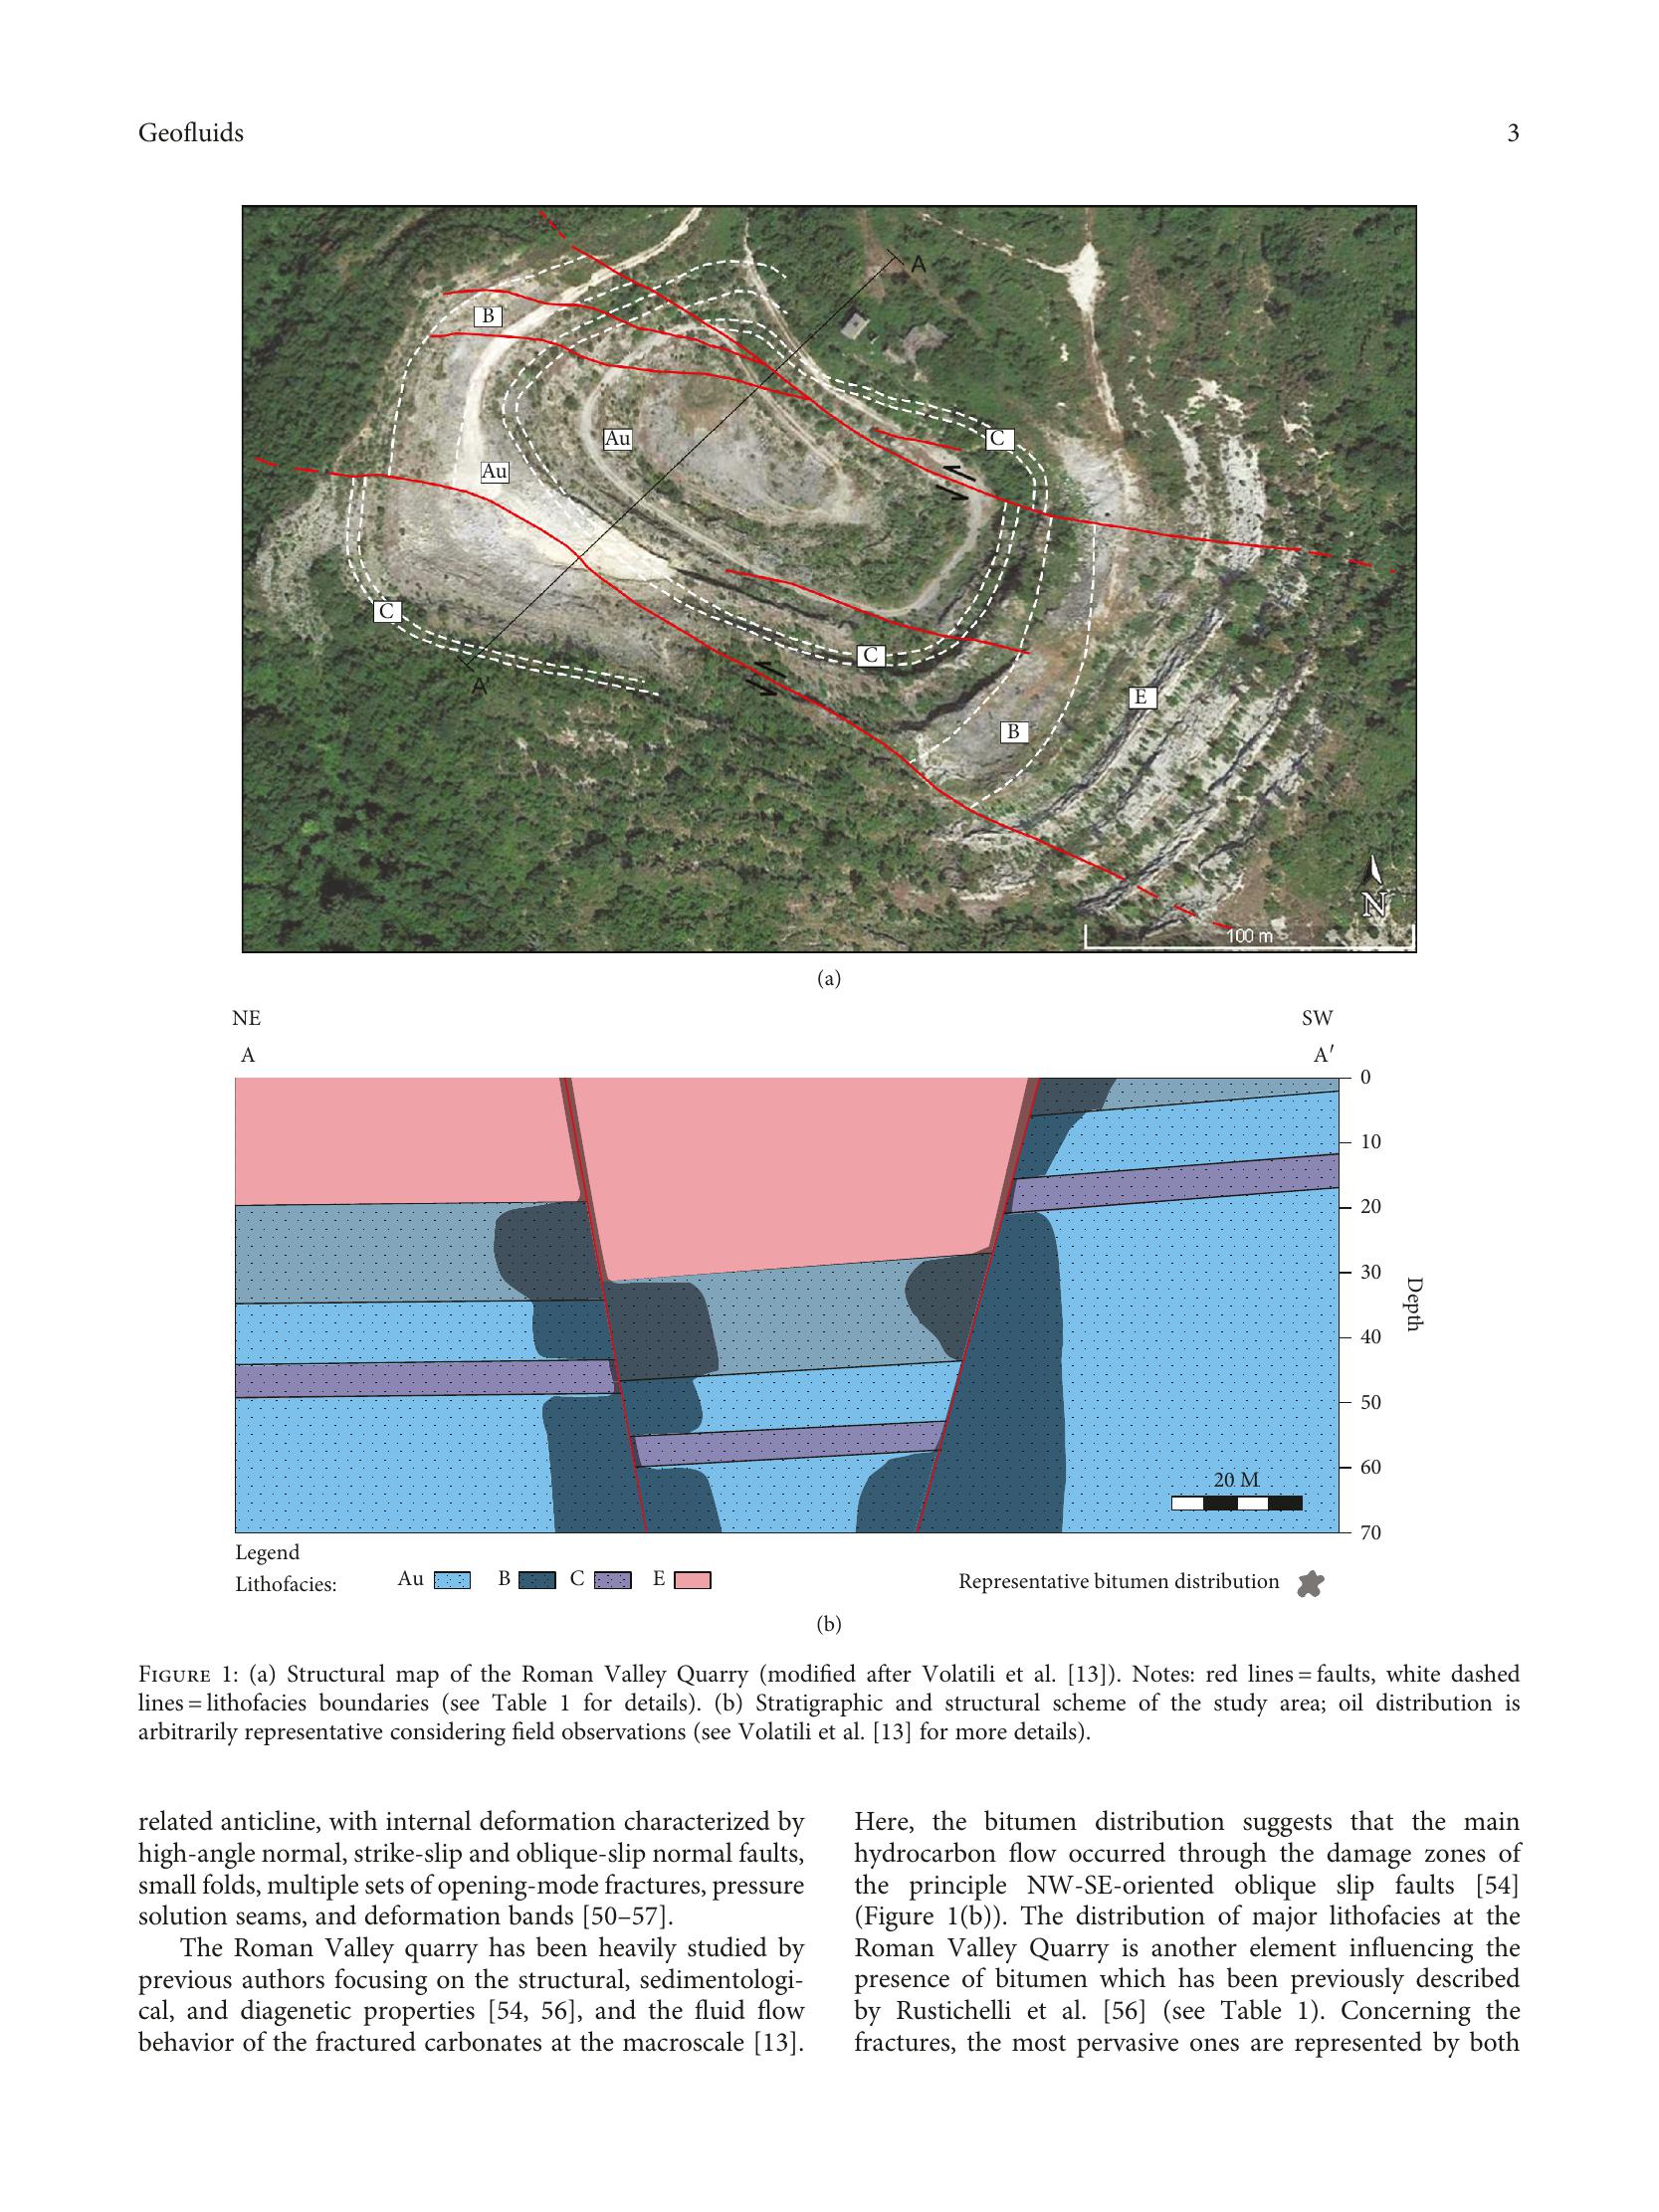 Geofluids
3
A
B
Au
C
Au
C
C
A
E
B
N
100 m
(a)
NE
SW
A
A′
0
10
20
30
40
50
60
70
Depth
20 M
Legend
Lithofacies:
Au
B
C
E
Representative bitumen distribution
(b)
Figure 1: (a) Structural map of the Roman Valley Quarry (modified after Volatili et al. [13]). Notes: red lines = faults, white dashed
lines = lithofacies boundaries (see Table 1 for details). (b) Stratigraphic and structural scheme of the study area; oil distribution is
arbitrarily representative considering field observations (see Volatili et al. [13] for more details).
related anticline, with internal deformation characterized by
high-angle normal, strike-slip and oblique-slip normal faults,
small folds, multiple sets of opening-mode fractures, pressure
solution seams, and deformation bands [50–57].
The Roman Valley quarry has been heavily studied by
previous authors focusing on the structural, sedimentologi-
cal, and diagenetic properties [54, 56], and the fluid flow
behavior of the fractured carbonates at the macroscale [13].
Here, the bitumen distribution suggests that the main
hydrocarbon flow occurred through the damage zones of
the principle NW-SE-oriented oblique slip faults [54]
(Figure 1(b)). The distribution of major lithofacies at the
Roman Valley Quarry is another element influencing the
presence of bitumen which has been previously described
by Rustichelli et al. [56] (see Table 1). Concerning the
fractures, the most pervasive ones are represented by both